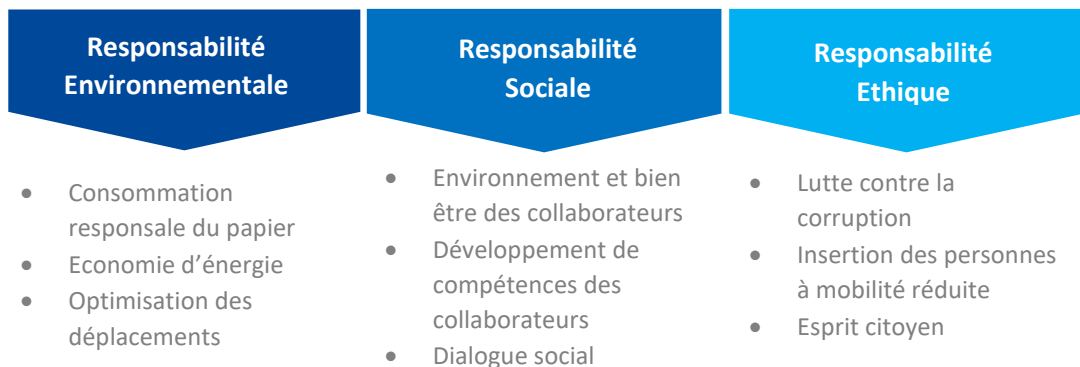 Responsabilité
Environnementale
• Consommation
responsale du papier
• Economie d'énergie
• Optimisation des
déplacements
Responsabilité
Sociale
• Environnement et bien
être des collaborateurs
• Développement de
compétences des
collaborateurs
• Dialogue social
Responsabilité
Ethique
• Lutte contre la
corruption
• Insertion des personnes
à mobilité réduite
• Esprit citoyen